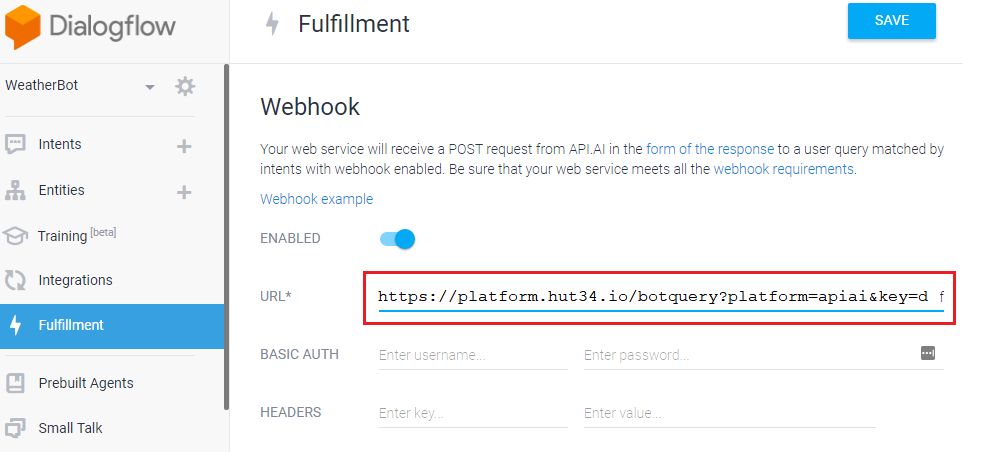 Dialogflow
Fulfillment
SAVE
WeatherBot
Intents
Entities
Training [beta]
Integrations
Fulfillment
Prebuilt Agents
Small Talk
Webhook
Your web service will receive a POST request from API.AI in the form of the response to a user query matched by
intents with webhook enabled. Be sure that your web service meets all the webhook requirements.
Webhook example
ENABLED
URL* https://platform.hut34.io/botquery?platform=apiai&key=d f
BASIC AUTH Enter username... Enter password...
HEADERS Enter key... Enter value...